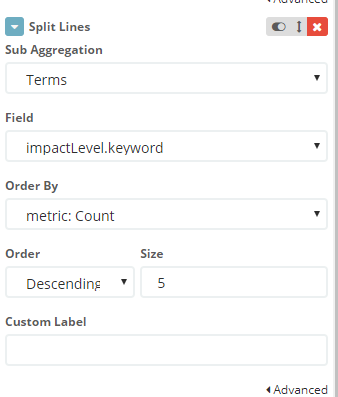 Advanced
Split Lines
Sub Aggregation
Terms
Field
impactLevel.keyword
Order By
metric: Count
Order Size
Descending 5
Custom Label
Advanced